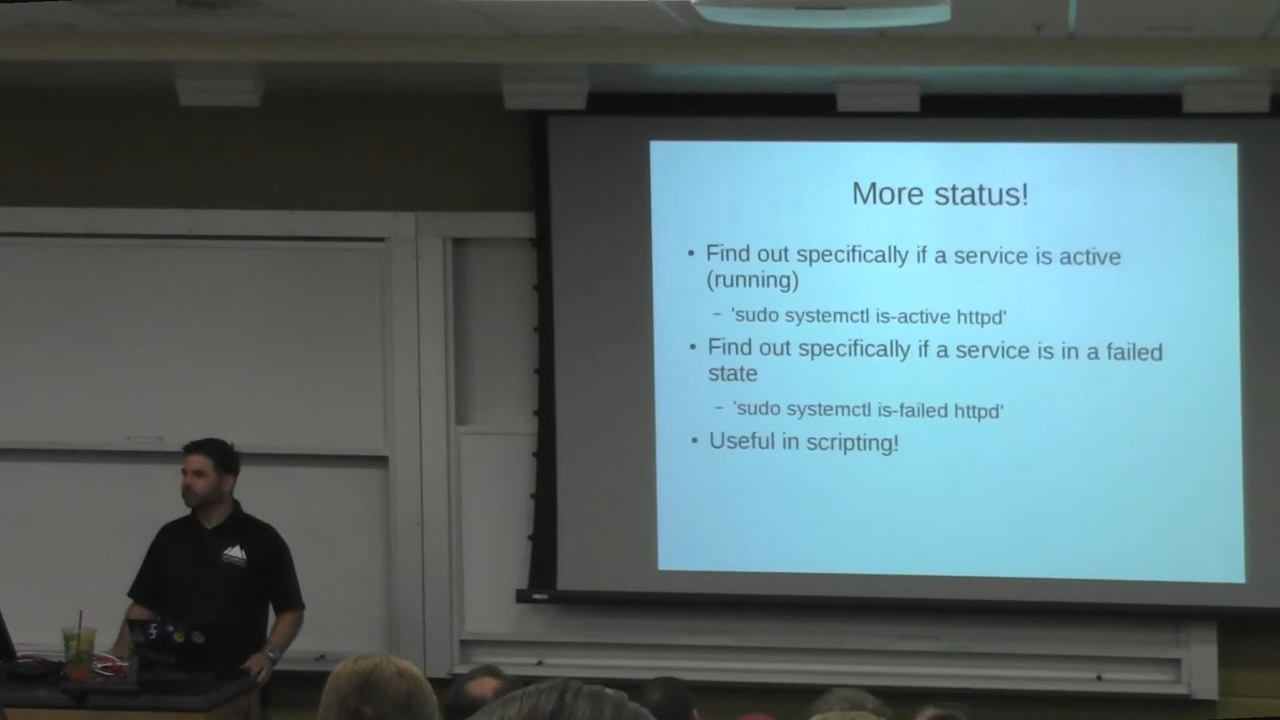 More status!
• Find out specifically if a service is active
(running)
– 'sudo systemctl is-active httpd'
• Find out specifically if a service is in a failed
state
– 'sudo systemctl is-failed httpd'
• Useful in scripting!